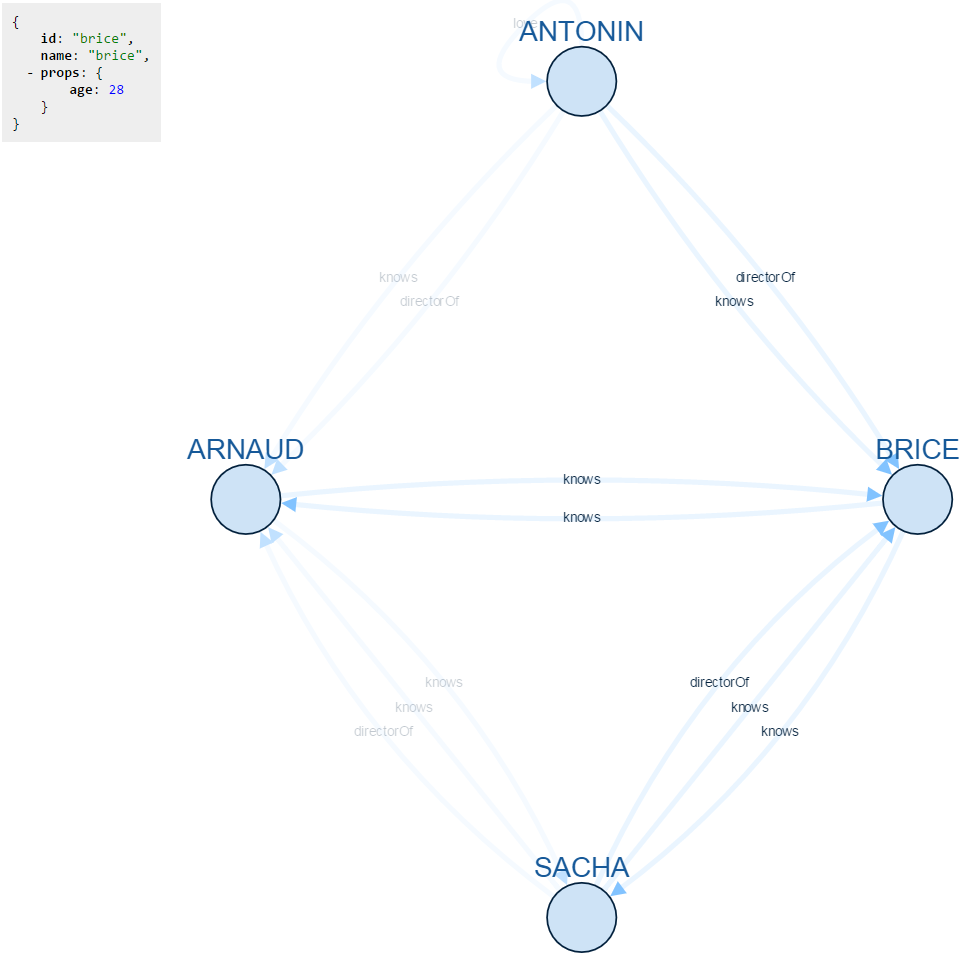 {
id: "brice",
name: "brice",
- props: {
age: 28
}
}
love
ANTONIN
knows
directorOf
directorOf
knows
ARNAUD
BRICE
knows
knows
knows
knows
directorOf
directorOf
knows
knows
SACHA